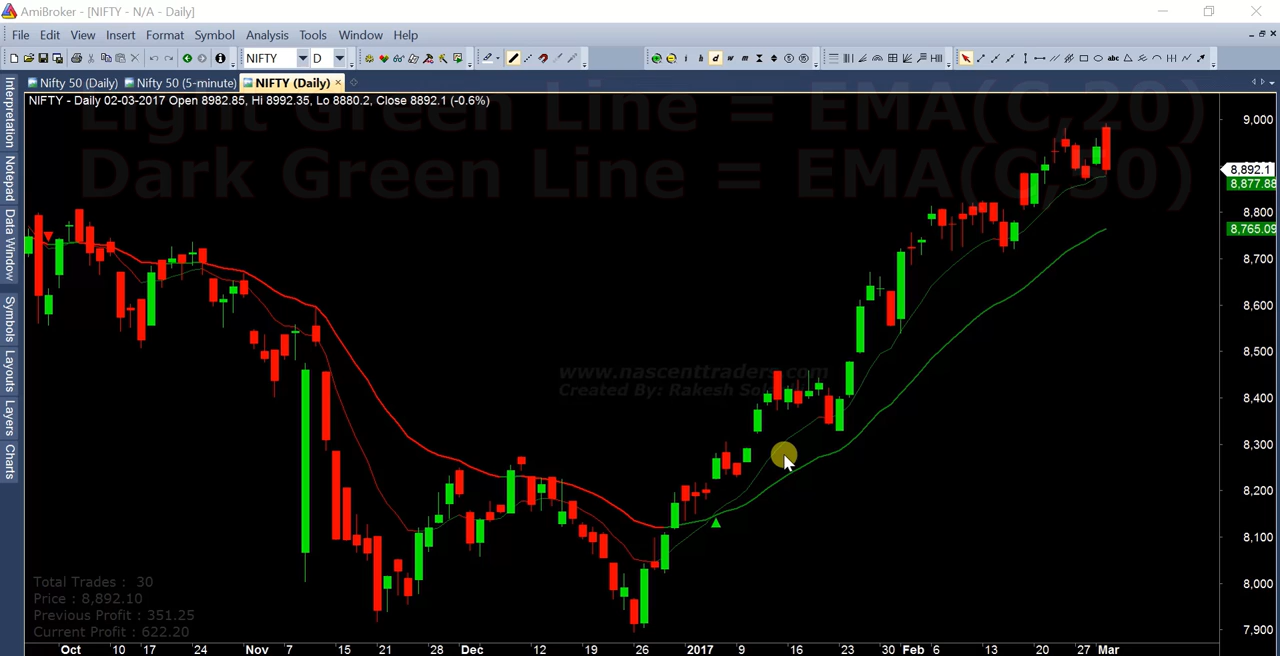 AmiBroker - [NIFTY - N/A - Daily]
File Edit View Insert Format Symbol Analysis Tools Window Help
NIFTY D
Nifty 50 (Daily) Nifty 50 (5-minute) NIFTY (Daily)
NIFTY - Daily 02-03-2017 Open 8982.85, Hi 8992.35, Lo 8880.2, Close 8892.1 (-0.6%)
Light Green Line = EMA(C,20)
Dark Green Line = EMA(C,50)
Interpretation
Notepad
Data Window
Symbols
Layouts
Layers
Charts
9,000
8,892.1
8,877.88
8,800
8,765.09
8,700
8,600
8,500
8,400
8,300
8,200
8,100
8,000
7,900
www.nascenttraders.com
Created By: Rakesh
Total Trades : 30
Price : 8,892.10
Previous Profit : 351.25
Current Profit : 622.20
Oct 10 17 24 Nov 7 15 21 28 Dec 12 19 26 2017 9 16 23 30 Feb 6 13 20 27 Mar